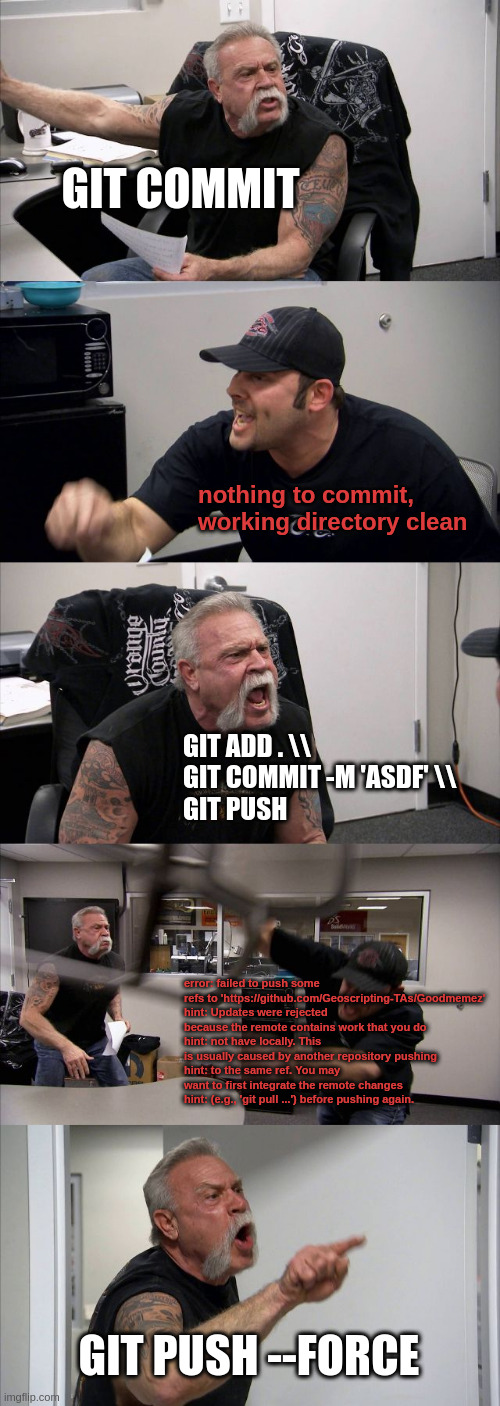 GIT COMMIT
nothing to commit,
working directory clean
Orange
County
GIT ADD . \\
GIT COMMIT -M 'ASDF' \\
GIT PUSH
error failed to push some
refs to 'https://github.com/Geoscripting-TAs/Goodmemez'
hint: Updates were rejected
because the remote contains work that you do
hint: not have locally. This
is usually caused by another repository pushing
hint: to the same ref. You may
want to first integrate the remote changes
hint: (e.g., 'git pull ...') before pushing again.
GIT PUSH --FORCE
imgflip.com